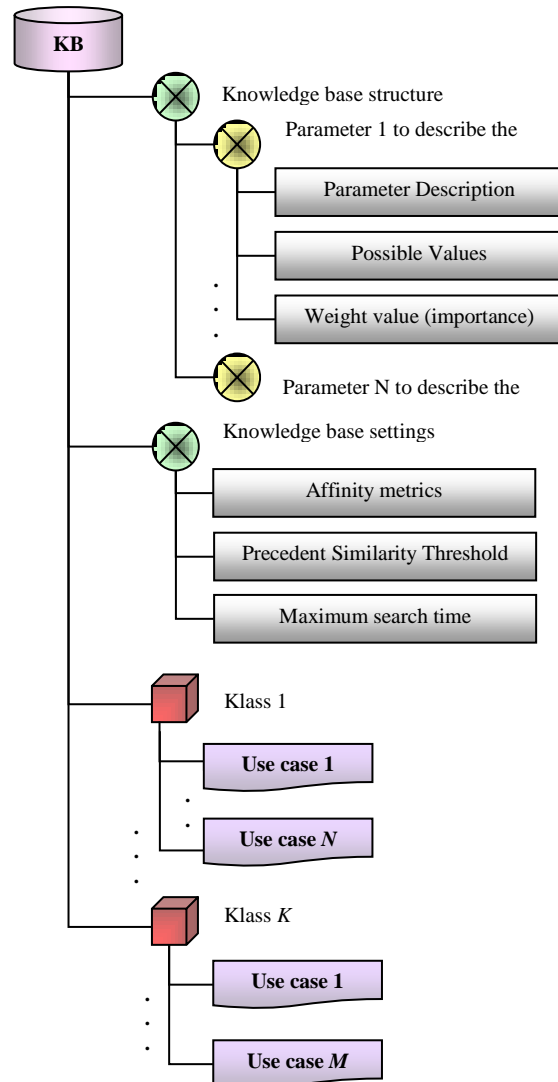 KB
Knowledge base structure
Parameter 1 to describe the
Parameter Description
Possible Values
Weight value (importance)
Parameter N to describe the
Knowledge base settings
Affinity metrics
Precedent Similarity Threshold
Maximum search time
Klass 1
Use case 1
Use case N
Klass K
Use case 1
Use case M